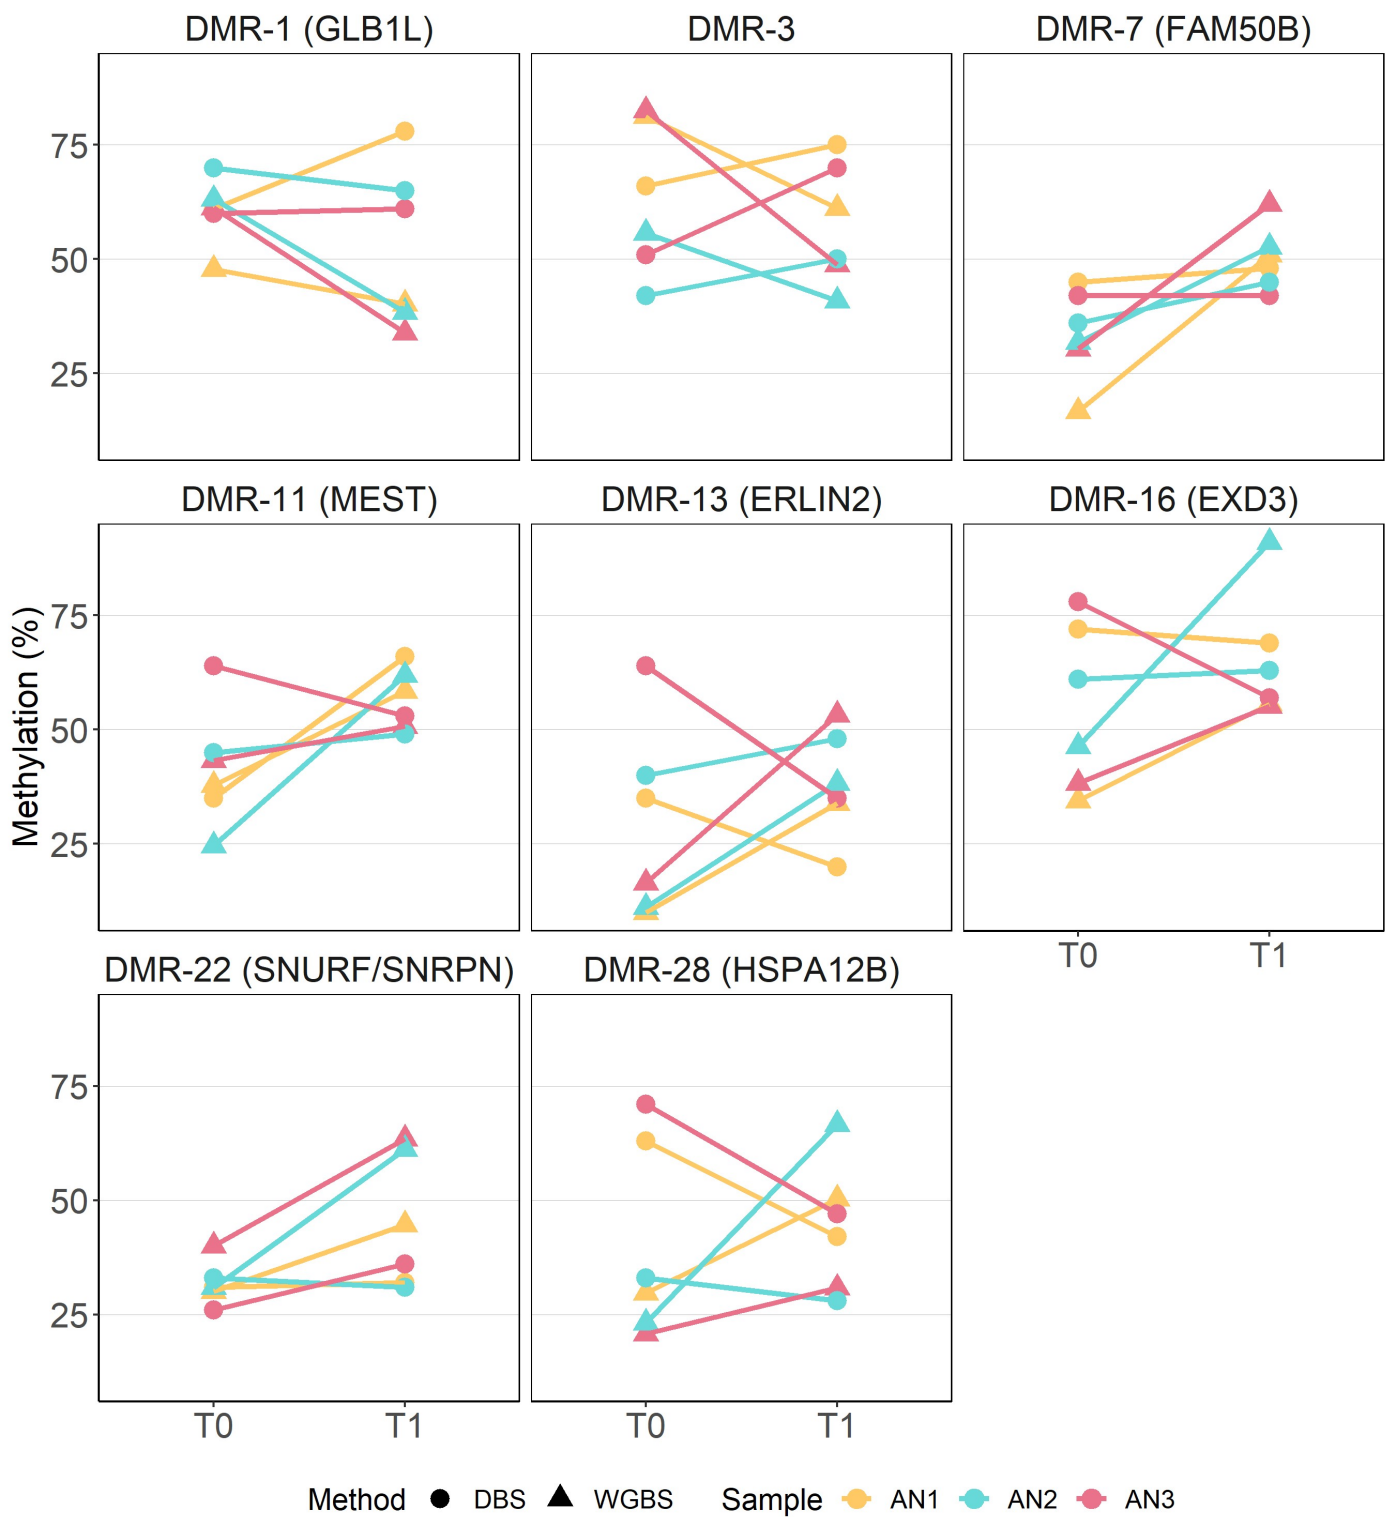 DMR-1 (GLB1L) DMR-3 DMR-7 (FAM50B)
75
50
25
DMR-11 (MEST) DMR-13 (ERLIN2) DMR-16 (EXD3)
Methylation (%)
75
50
25
T0 T1
DMR-22 (SNURF/SNRPN) DMR-28 (HSPA12B)
75
50
25
T0 T1 T0 T1
Method DBS WGBS Sample AN1 AN2 AN3